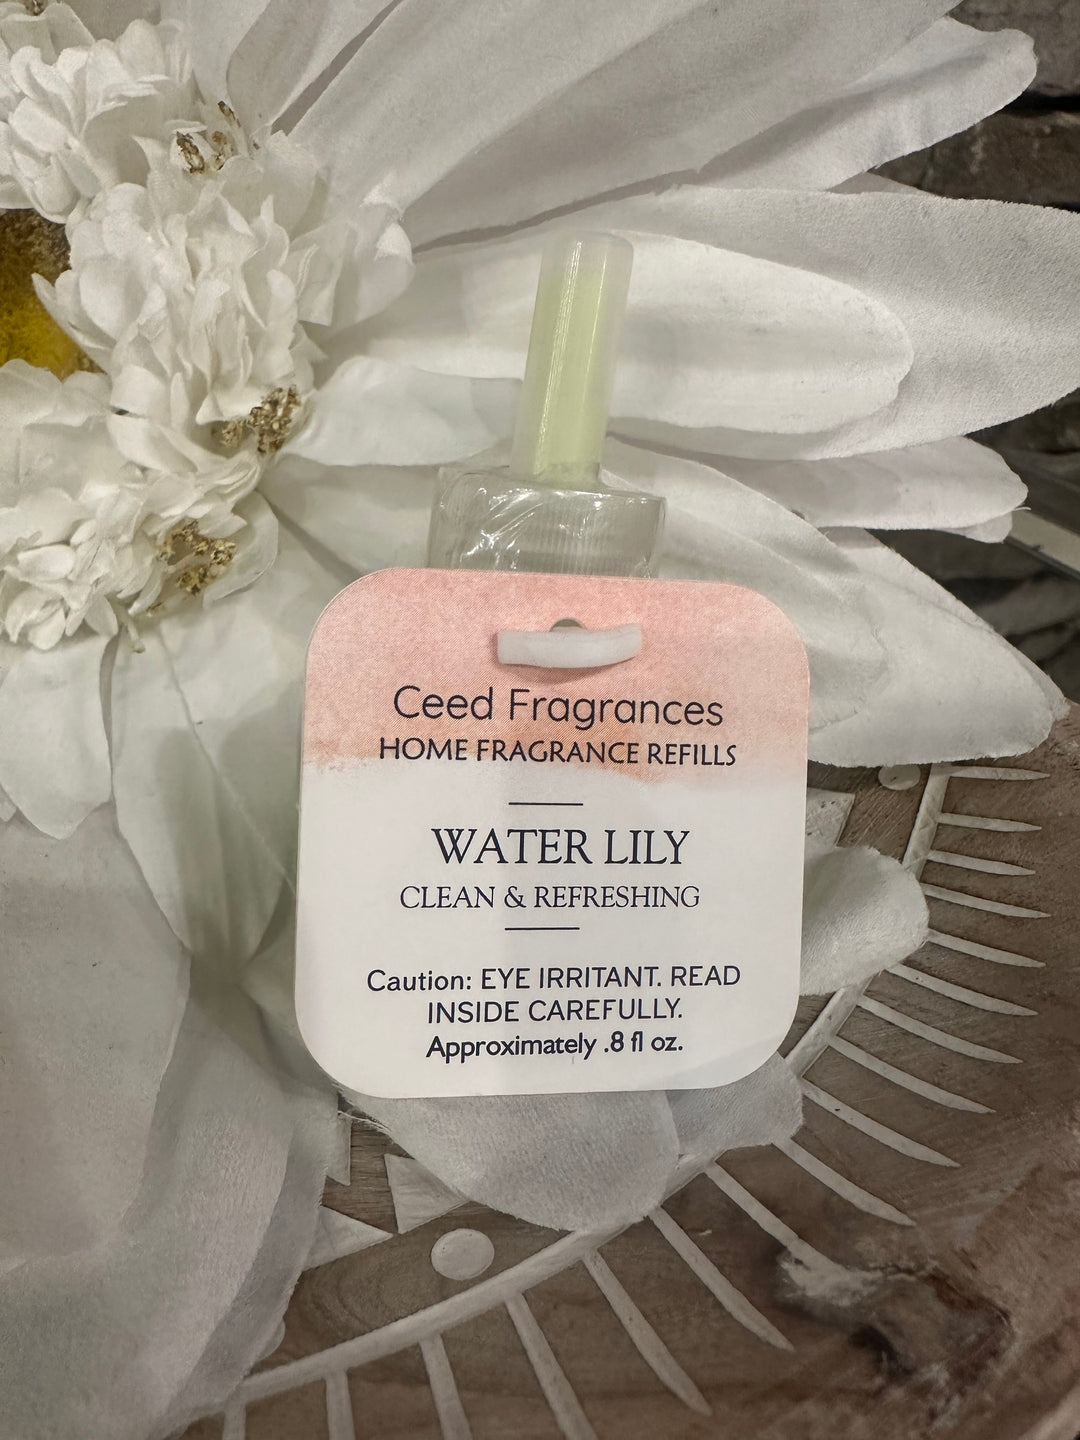 Ceed Fragrances
HOME FRAGRANCE REFILLS
WATER LILY
CLEAN & REFRESHING
Caution: EYE IRRITANT. READ
INSIDE CAREFULLY.
Approximately .8 fl oz.